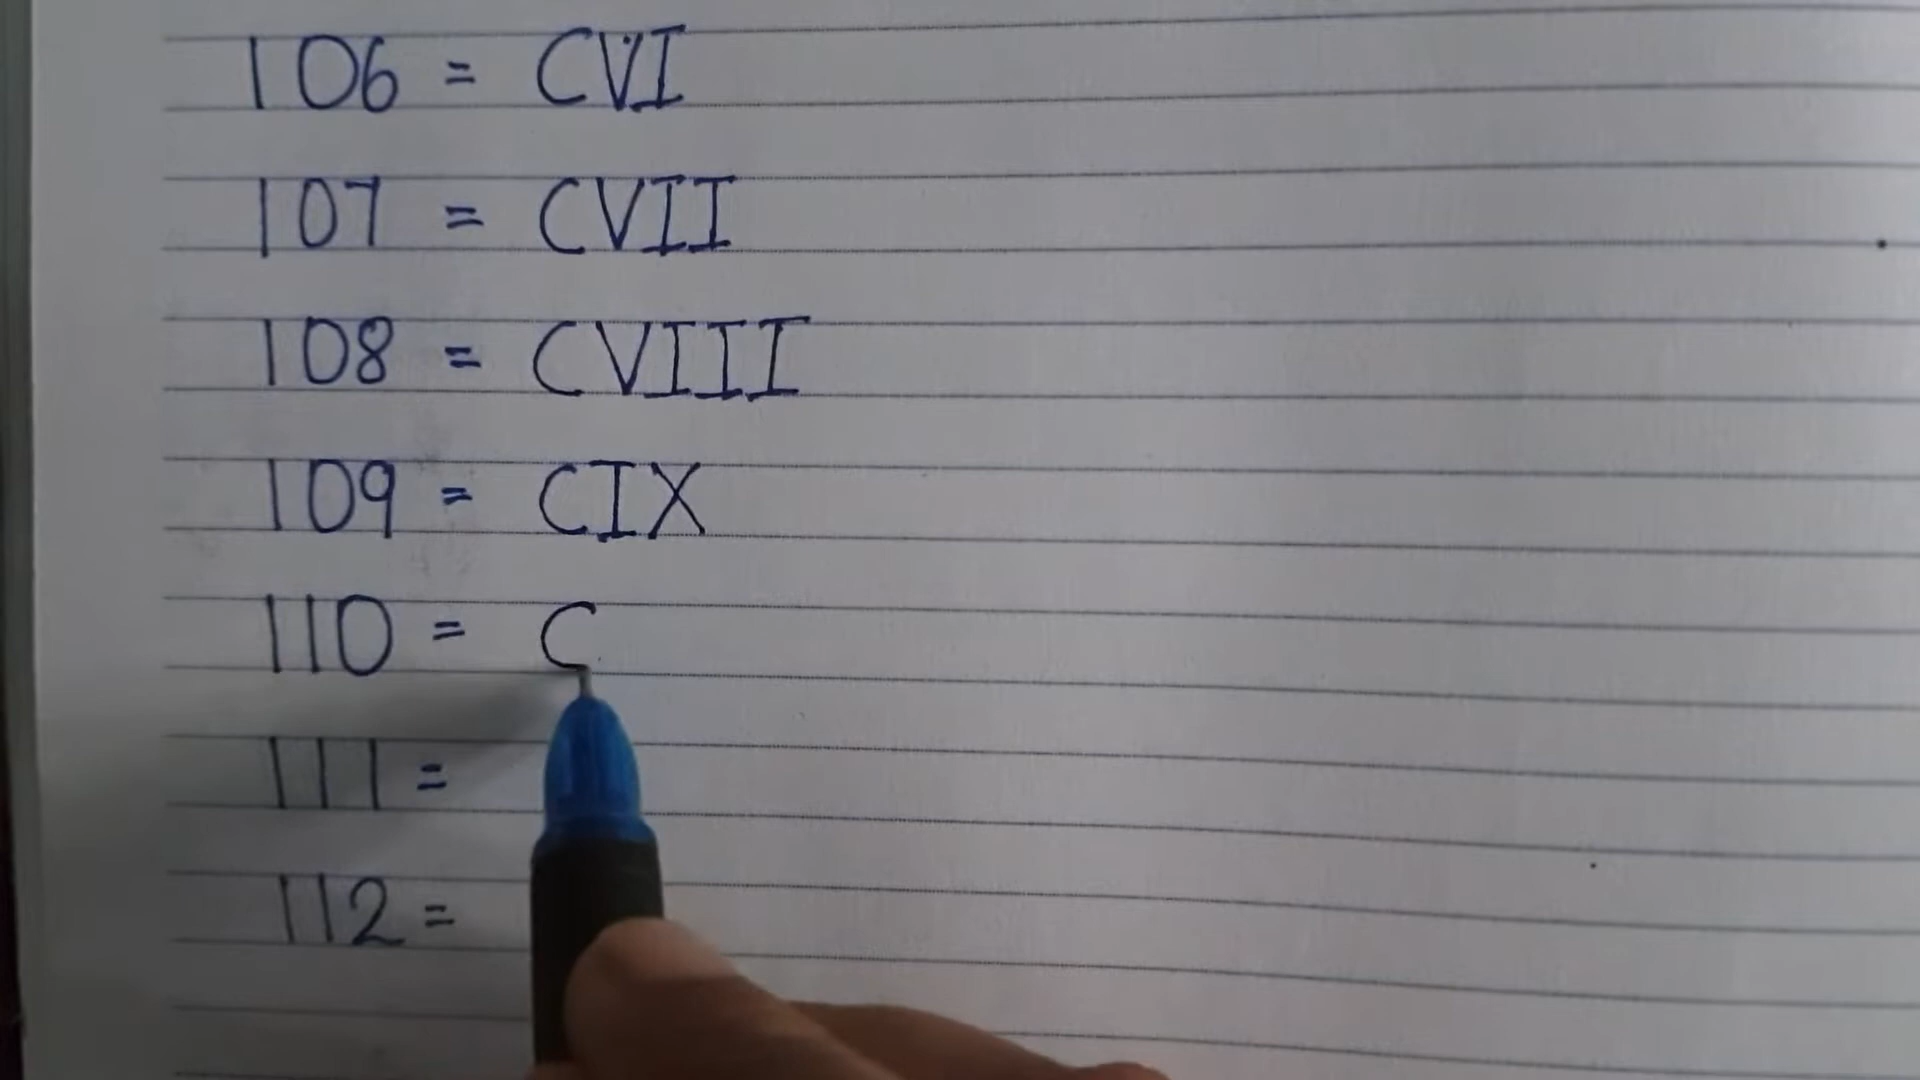 106 = CVI
107 = CVII
108 = CVIII
109 = CIX
110 = C
111 =
112 =